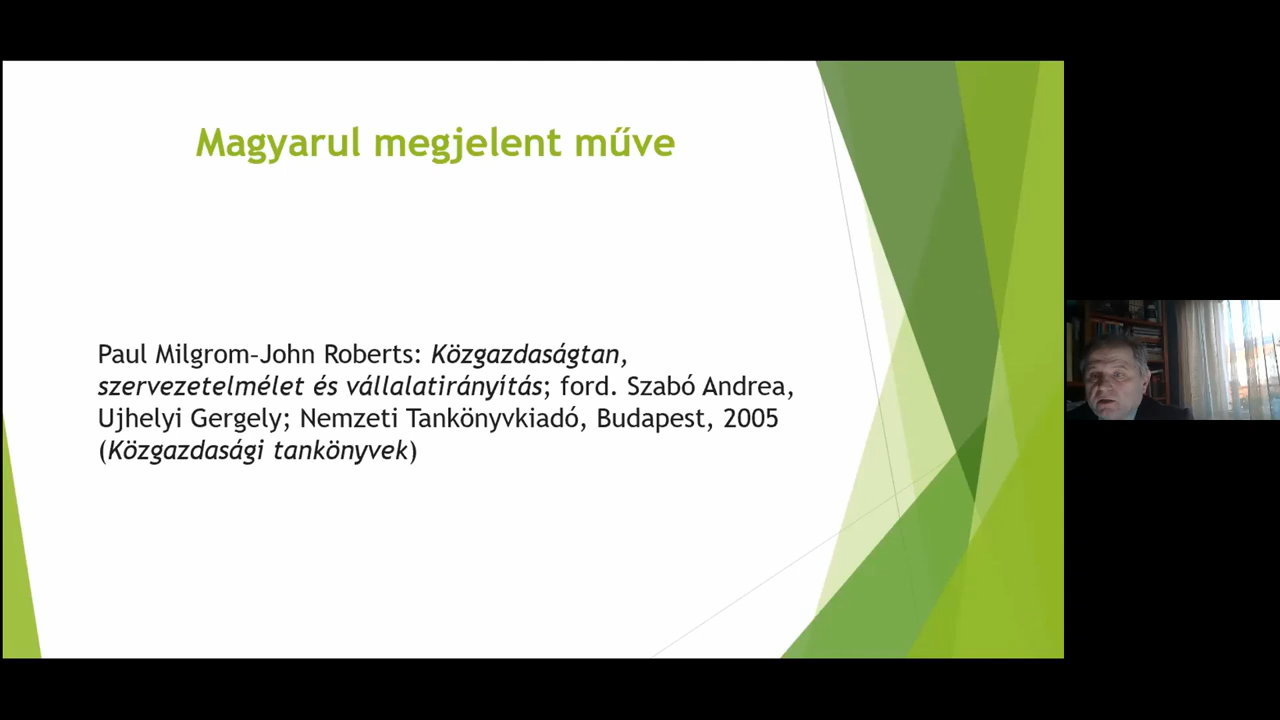 Magyarul megjelent műve
Paul Milgrom–John Roberts: Közgazdaságtan,
szervezetelmélet és vállalatirányítás; ford. Szabó Andrea,
Ujhelyi Gergely; Nemzeti Tankönyvkiadó, Budapest, 2005
(Közgazdasági tankönyvek)